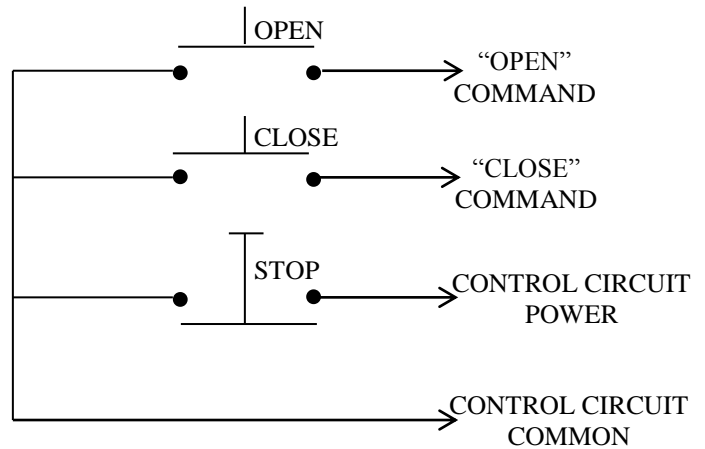 OPEN
“OPEN”
COMMAND
CLOSE
“CLOSE”
COMMAND
STOP
CONTROL CIRCUIT
POWER
CONTROL CIRCUIT
COMMON